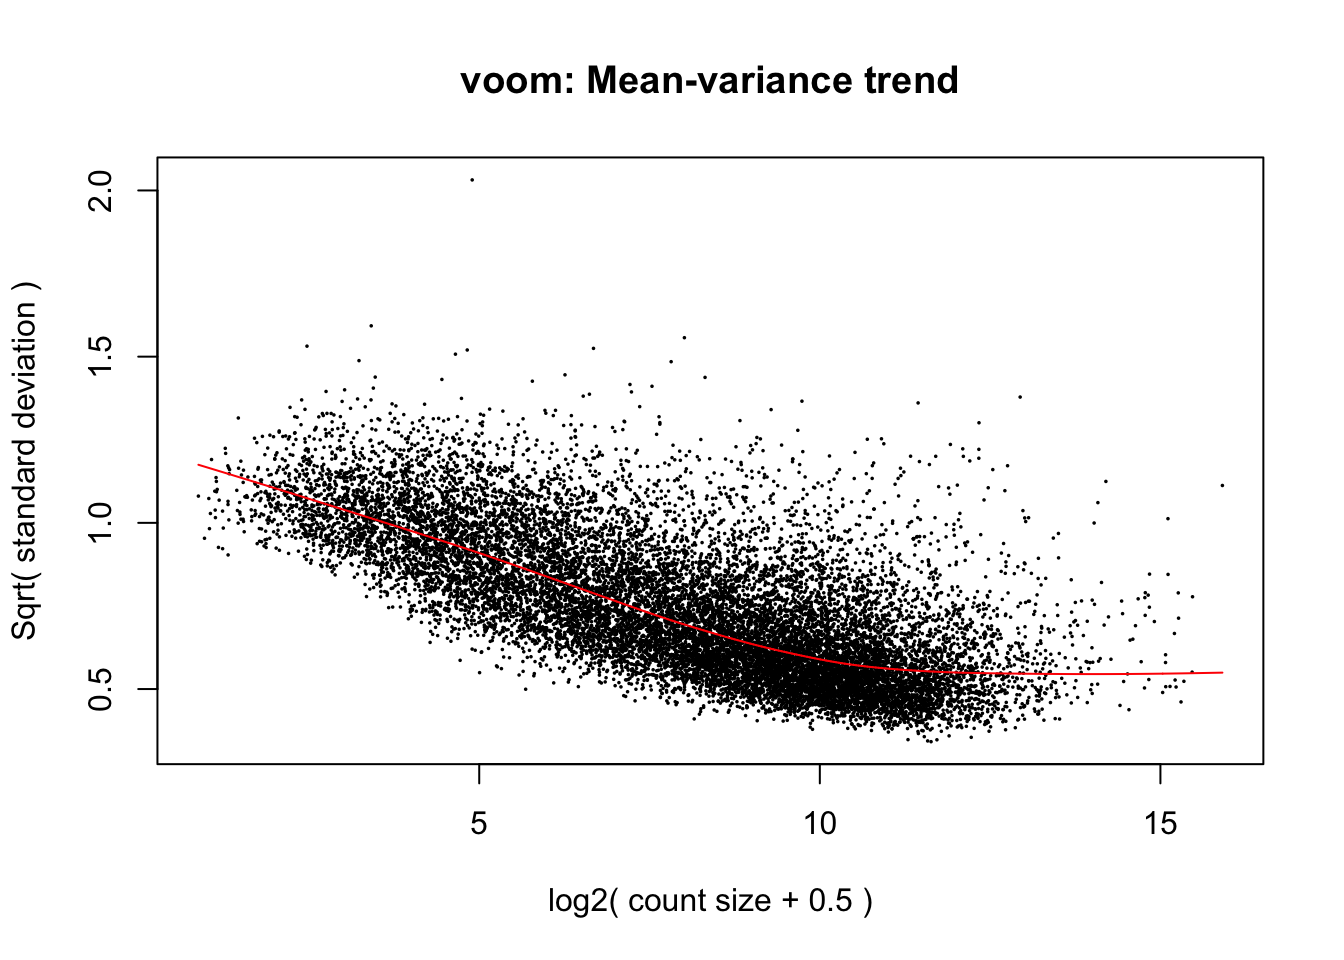 voom: Mean-variance trend
Sqrt( standard deviation )
2.0
1.5
1.0
0.5
5
10
15
log2( count size + 0.5 )